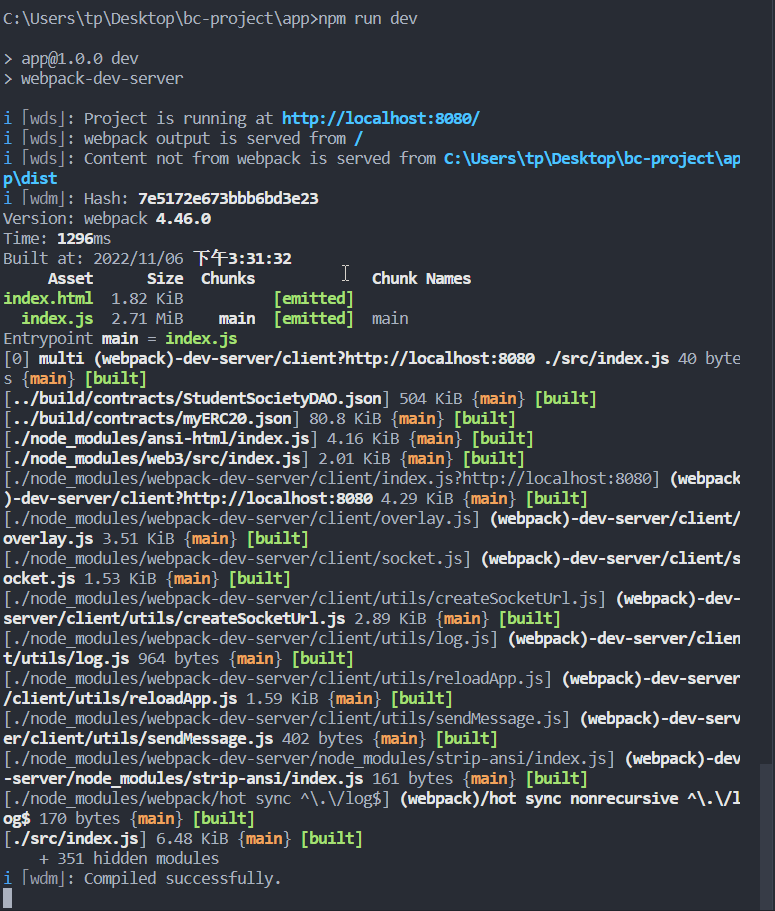 C:\Users\tp\Desktop\bc-project\app>npm run dev
> app@1.0.0 dev
> webpack-dev-server
i ｢wds｣: Project is running at http://localhost:8080/
i ｢wds｣: webpack output is served from /
i ｢wds｣: Content not from webpack is served from C:\Users\tp\Desktop\bc-project\ap
p\dist
i ｢wdm｣: Hash: 7e5172e673bbb6bd3e23
Version: webpack 4.46.0
Time: 1296ms
Built at: 2022/11/06 下午3:31:32
     Asset      Size  Chunks             Chunk Names
index.html  1.82 KiB          [emitted]
  index.js  2.71 MiB    main  [emitted]  main
Entrypoint main = index.js
[0] multi (webpack)-dev-server/client?http://localhost:8080 ./src/index.js 40 byte
s {main} [built]
[../build/contracts/StudentSocietyDAO.json] 504 KiB {main} [built]
[../build/contracts/myERC20.json] 80.8 KiB {main} [built]
[./node_modules/ansi-html/index.js] 4.16 KiB {main} [built]
[./node_modules/web3/src/index.js] 2.01 KiB {main} [built]
[./node_modules/webpack-dev-server/client/index.js?http://localhost:8080] (webpack
)-dev-server/client?http://localhost:8080 4.29 KiB {main} [built]
[./node_modules/webpack-dev-server/client/overlay.js] (webpack)-dev-server/client/
overlay.js 3.51 KiB {main} [built]
[./node_modules/webpack-dev-server/client/socket.js] (webpack)-dev-server/client/s
ocket.js 1.53 KiB {main} [built]
[./node_modules/webpack-dev-server/client/utils/createSocketUrl.js] (webpack)-dev-
server/client/utils/createSocketUrl.js 2.89 KiB {main} [built]
[./node_modules/webpack-dev-server/client/utils/log.js] (webpack)-dev-server/clien
t/utils/log.js 964 bytes {main} [built]
[./node_modules/webpack-dev-server/client/utils/reloadApp.js] (webpack)-dev-server
/client/utils/reloadApp.js 1.59 KiB {main} [built]
[./node_modules/webpack-dev-server/client/utils/sendMessage.js] (webpack)-dev-serv
er/client/utils/sendMessage.js 402 bytes {main} [built]
[./node_modules/webpack-dev-server/node_modules/strip-ansi/index.js] (webpack)-dev
-server/node_modules/strip-ansi/index.js 161 bytes {main} [built]
[./node_modules/webpack/hot sync ^\.\/log$] (webpack)/hot sync nonrecursive ^\.\/l
og$ 170 bytes {main} [built]
[./src/index.js] 6.48 KiB {main} [built]
    + 351 hidden modules
i ｢wdm｣: Compiled successfully.